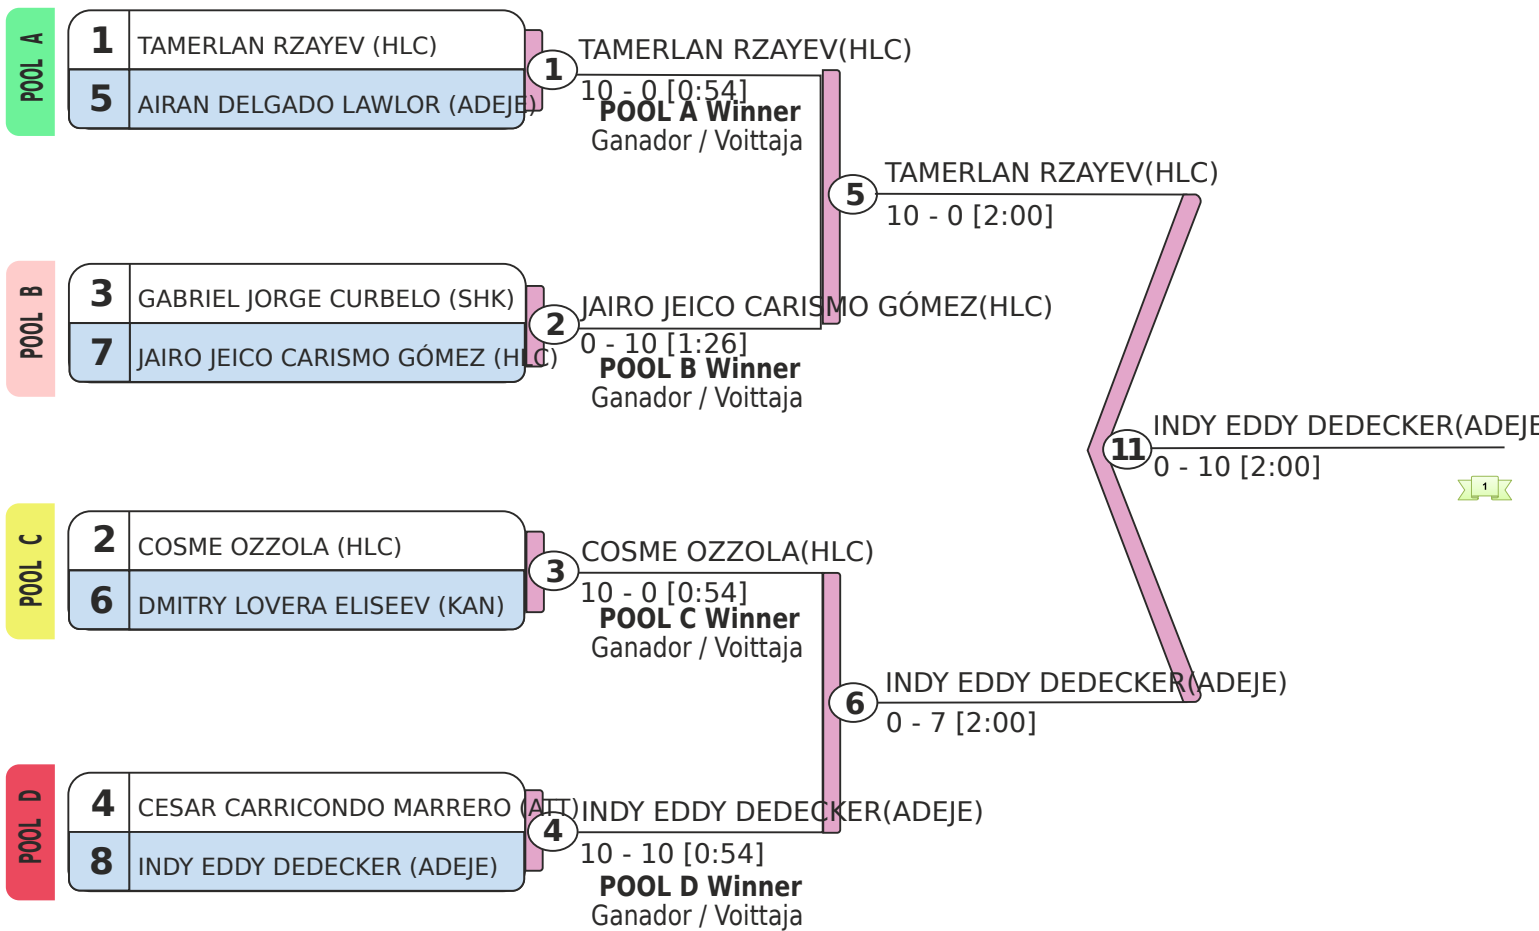 POOL A
1 TAMERLAN RZAYEV (HLC)
5 AIRAN DELGADO LAWLOR (ADEJE)
1
TAMERLAN RZAYEV(HLC)
10 - 0 [0:54]
POOL A Winner
Ganador / Voittaja
5
TAMERLAN RZAYEV(HLC)
10 - 0 [2:00]
POOL B
3 GABRIEL JORGE CURBELO (SHK)
7 JAIRO JEICO CARISMO GÓMEZ (HLC)
2
JAIRO JEICO CARISMO GÓMEZ(HLC)
0 - 10 [1:26]
POOL B Winner
Ganador / Voittaja
11
INDY EDDY DEDECKER(ADEJE
0 - 10 [2:00]
1
POOL C
2 COSME OZZOLA (HLC)
6 DMITRY LOVERA ELISEEV (KAN)
3
COSME OZZOLA(HLC)
10 - 0 [0:54]
POOL C Winner
Ganador / Voittaja
6
INDY EDDY DEDECKER(ADEJE)
0 - 7 [2:00]
POOL D
4 CESAR CARRICONDO MARRERO (ATT)
8 INDY EDDY DEDECKER (ADEJE)
4
INDY EDDY DEDECKER(ADEJE)
10 - 10 [0:54]
POOL D Winner
Ganador / Voittaja